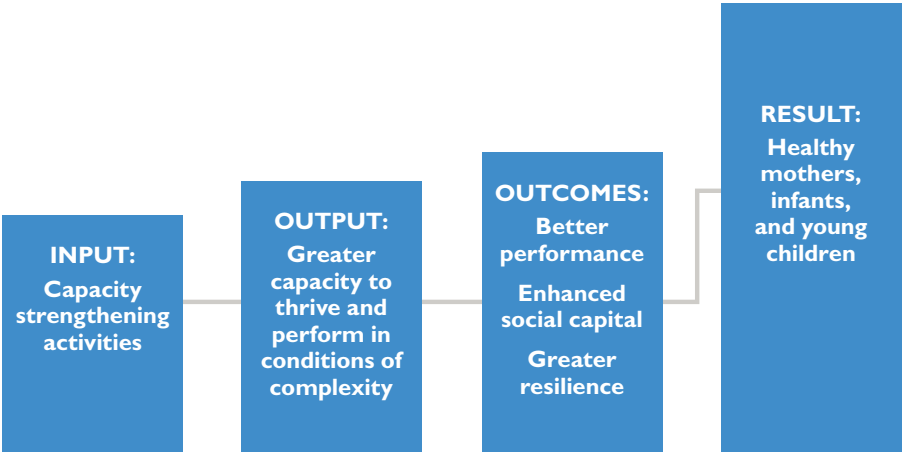 INPUT:
Capacity
strengthening
activities
OUTPUT:
Greater
capacity to
thrive and
perform in
conditions of
complexity
OUTCOMES:
Better
performance
Enhanced
social capital
Greater
resilience
RESULT:
Healthy
mothers,
infants,
and young
children